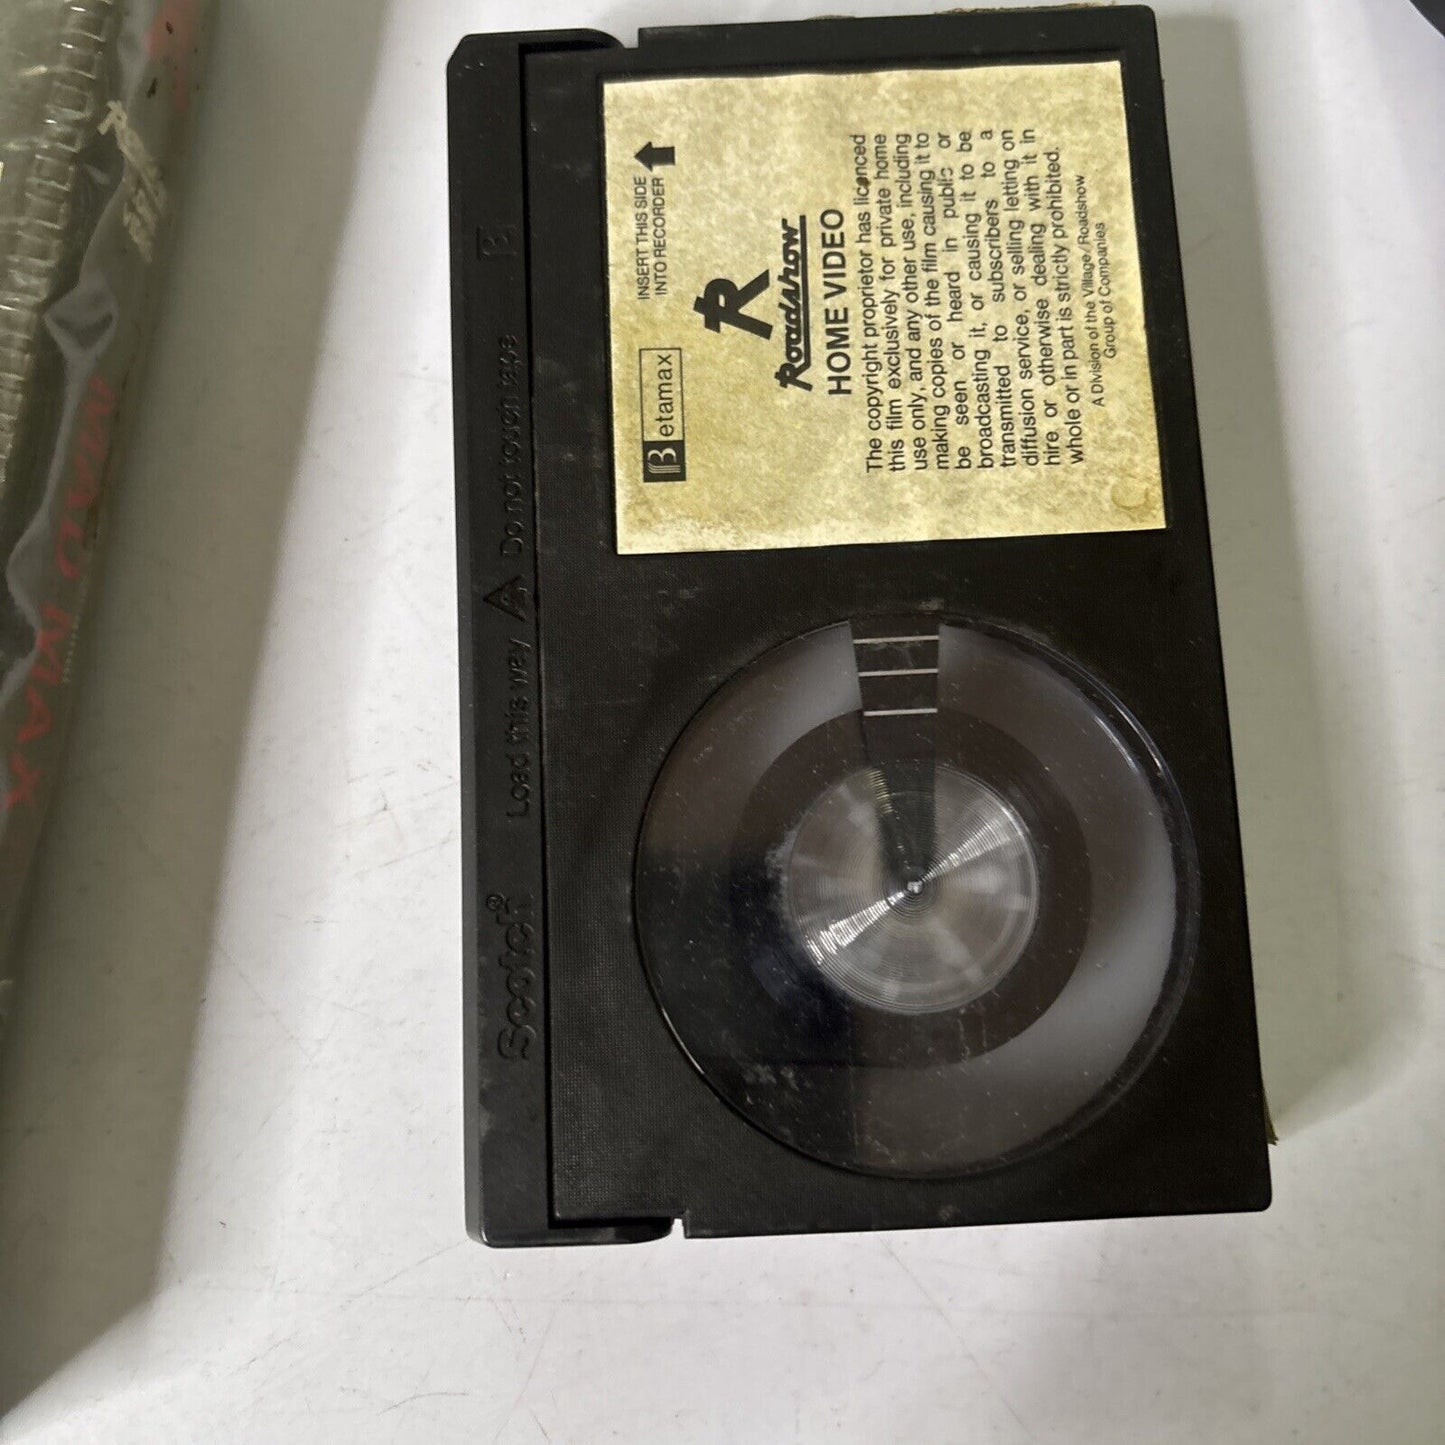 INSERT THIS SIDE
INTO RECORDER
Betamax
R
Roadshow
HOME VIDEO
The copyright proprietor has licenced
this film exclusively for private home
use only, and any other use, including
making copies of the film causing it to
be seen or heard in public or
broadcasting it, or causing it to be
transmitted to subscribers to a
diffusion service, or selling letting on
hire or otherwise dealing with it in
whole or in part is strictly prohibited.
A Division of the Village/Roadshow
Group of Companies
Scotch®
Load this way
Do not touch tape
MAD MAX